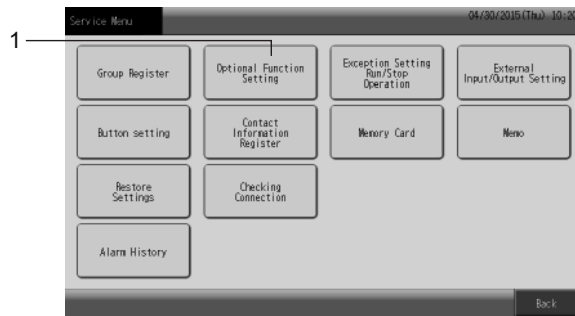 Service Menu 04/30/2015(Thu) 10:20
1
Group Register
Optional Function
Setting
Exception Setting
Run/Stop
Operation
External
Input/Output Setting
Button setting
Contact
Information
Register
Memory Card
Memo
Restore
Settings
Checking
Connection
Alarm History
Back